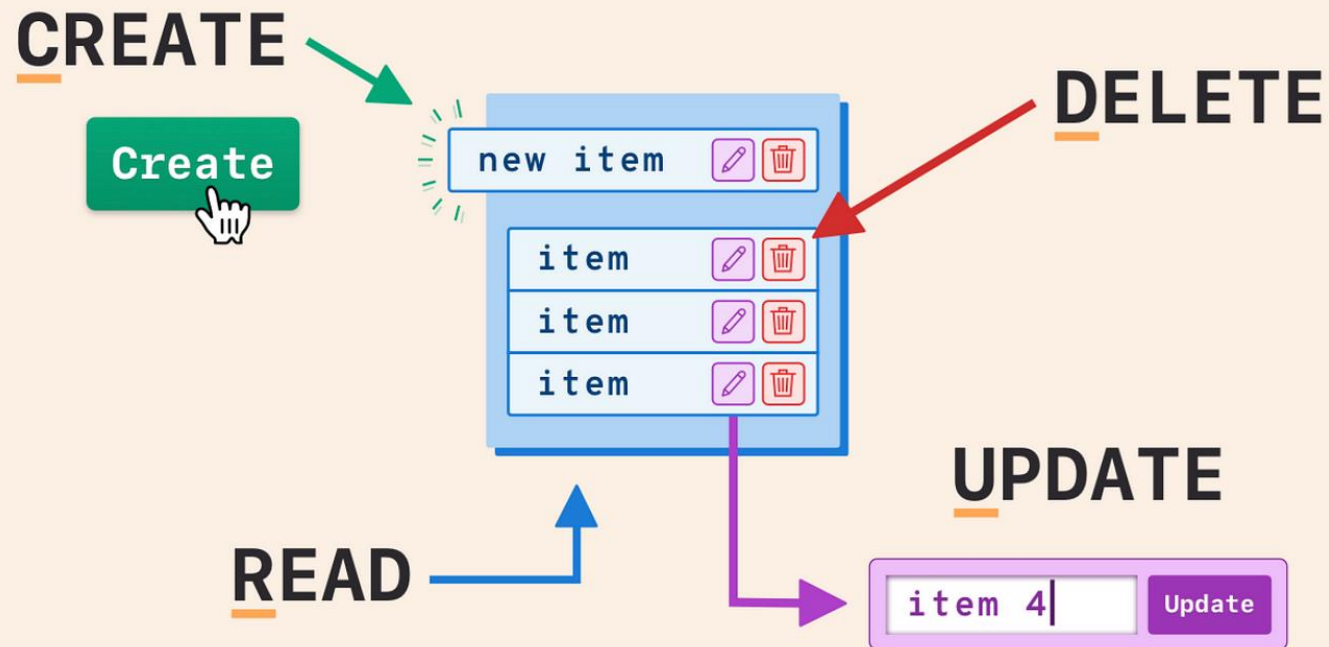 CREATE
DELETE
Create
new item
item
item
item
UPDATE
READ
item 4
Update